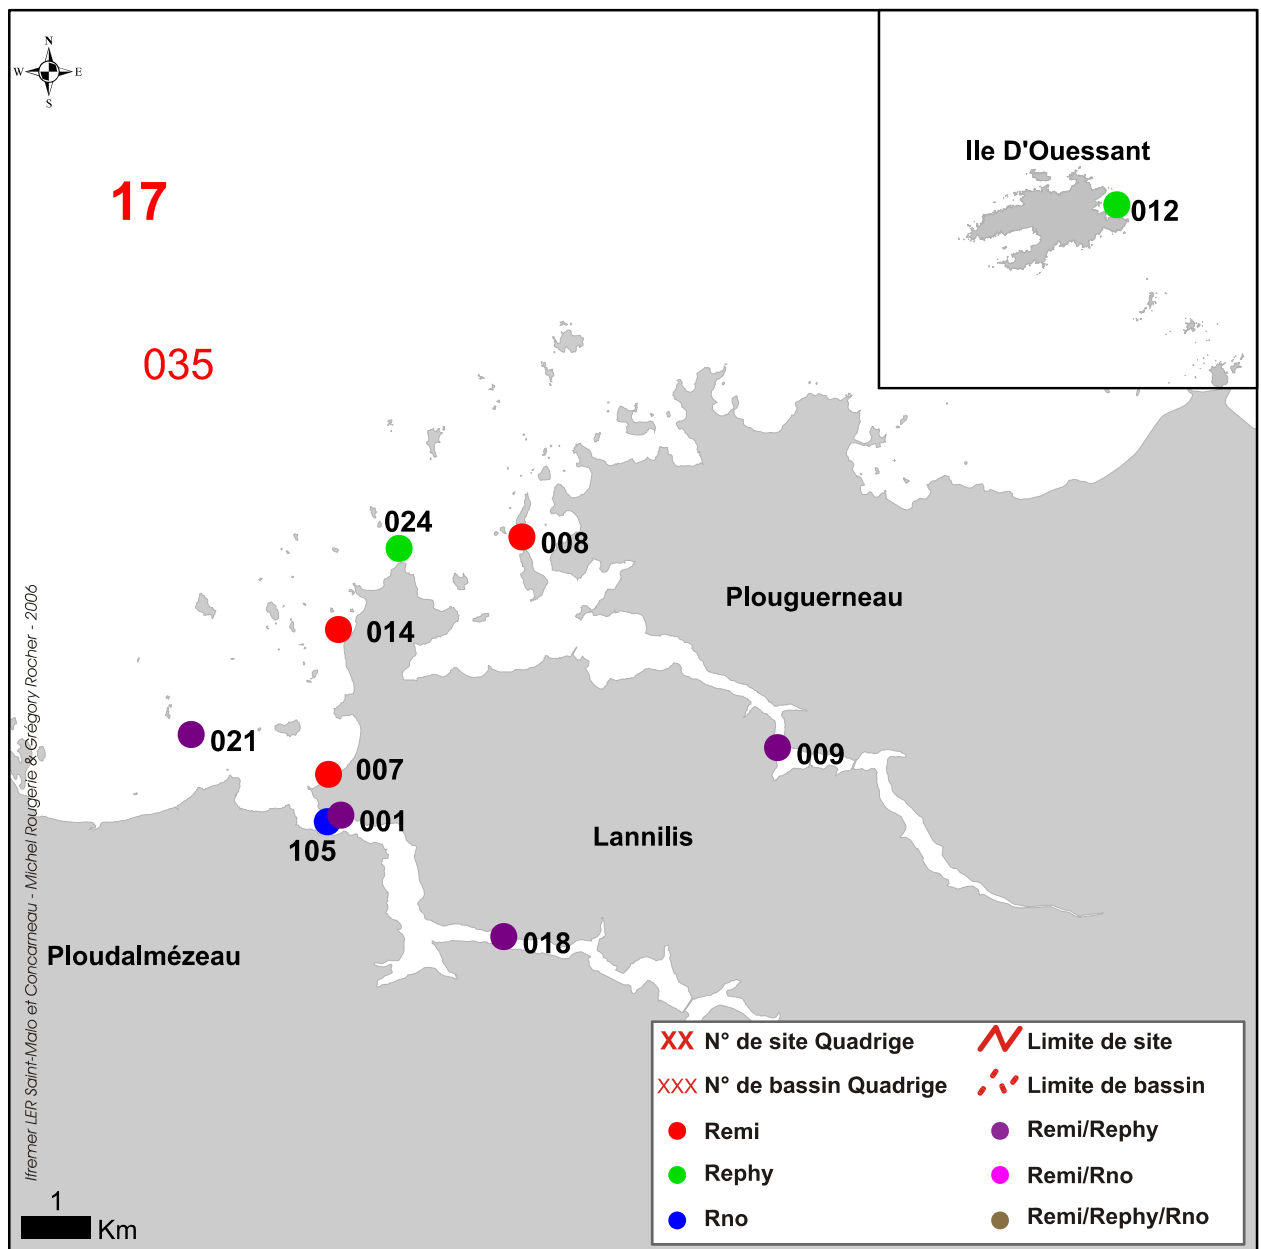 N
W E
S
Ile D'Ouessant
012
17
035
024
008
Plouguerneau
014
021
009
007
001
105
Lannilis
018
Ploudalmézeau
Ifremer LER Saint-Malo et Concarneau - Michel Rougerie & Grégory Rocher - 2006
XX N° de site Quadrige
Limite de site
XXX N° de bassin Quadrige
Limite de bassin
Remi
Remi/Rephy
Rephy
Remi/Rno
Rno
Remi/Rephy/Rno
1
Km